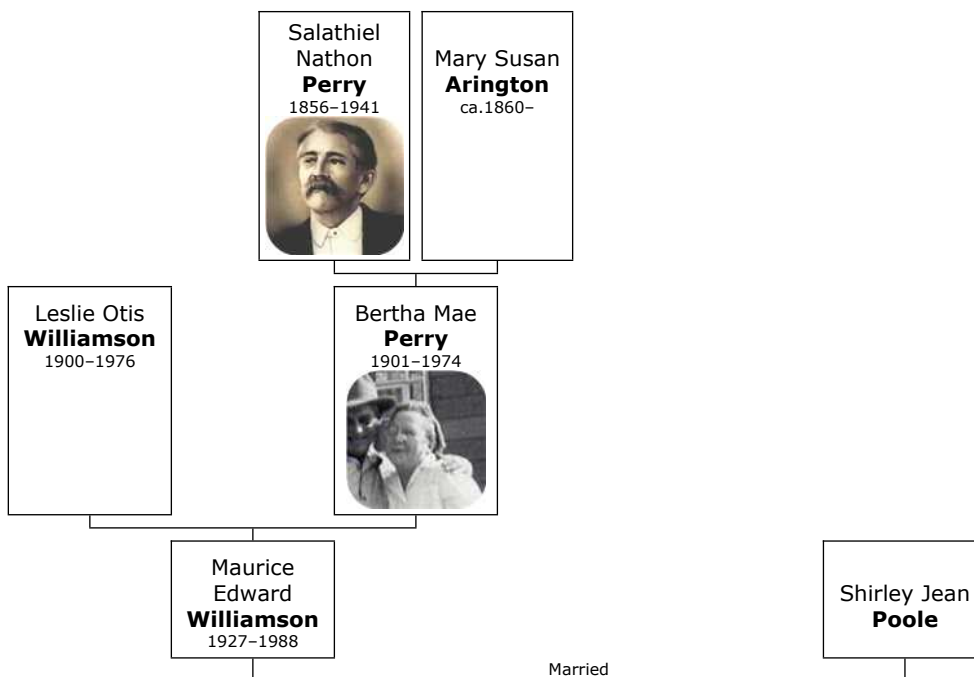 Salathiel
Nathon
Perry
1856–1941
Mary Susan
Arington
ca.1860–
Leslie Otis
Williamson
1900–1976
Bertha Mae
Perry
1901–1974
Maurice
Edward
Williamson
1927–1988
Shirley Jean
Poole
Married